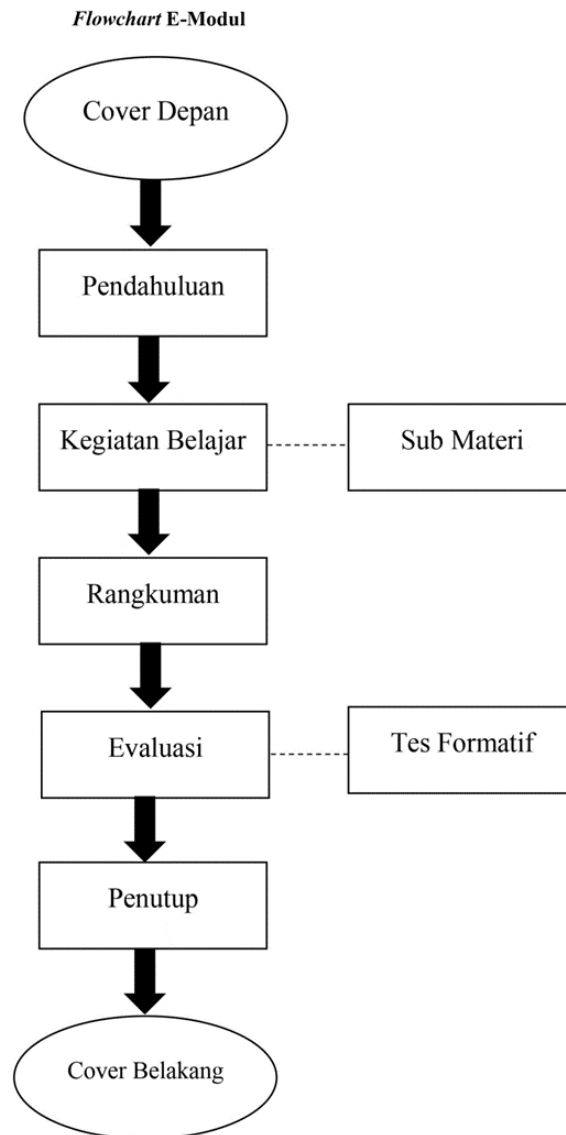 Flowchart E-Modul
Cover Depan
Pendahuluan
Kegiatan Belajar
Sub Materi
Rangkuman
Evaluasi
Tes Formatif
Penutup
Cover Belakang